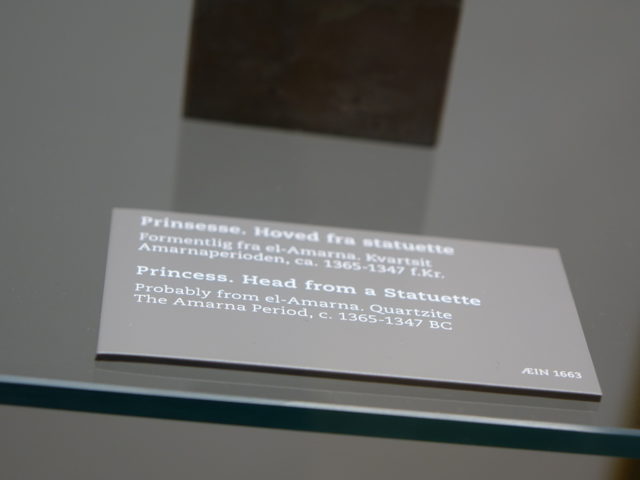 Prinsesse. Hoved fra statuette
Formentlig fra el-Amarna. Kvartsit
Amarnaperioden, ca. 1365-1347 f.Kr.
Princess. Head from a Statuette
Probably from el-Amarna. Quartzite
The Amarna Period, c. 1365-1347 BC
ÆIN 1663